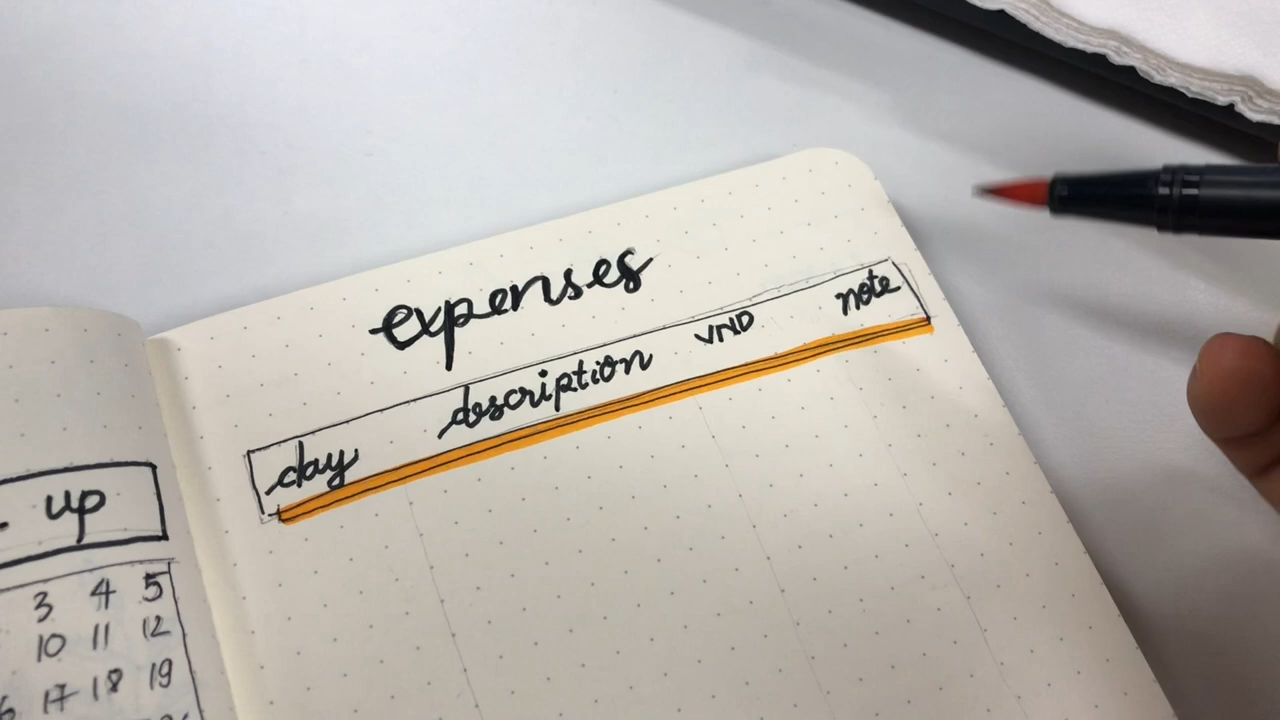 expenses
day description VND note
up
3 4 5
10 11 12
17 18 19